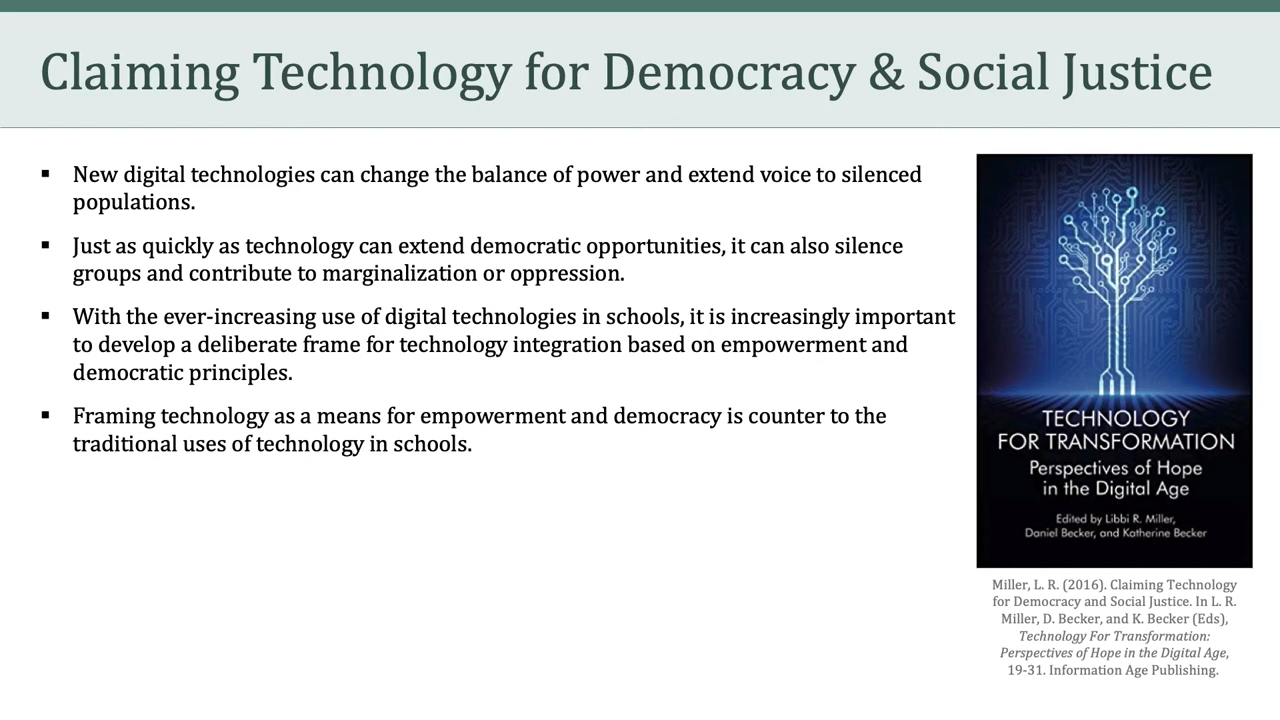 Claiming Technology for Democracy & Social Justice
▪ New digital technologies can change the balance of power and extend voice to silenced
populations.
▪ Just as quickly as technology can extend democratic opportunities, it can also silence
groups and contribute to marginalization or oppression.
▪ With the ever-increasing use of digital technologies in schools, it is increasingly important
to develop a deliberate frame for technology integration based on empowerment and
democratic principles.
▪ Framing technology as a means for empowerment and democracy is counter to the
traditional uses of technology in schools.
TECHNOLOGY
FOR TRANSFORMATION
Perspectives of Hope
in the Digital Age
Edited by Libbi R. Miller,
Daniel Becker, and Katherine Becker
Miller, L. R. (2016). Claiming Technology
for Democracy and Social Justice. In L. R.
Miller, D. Becker, and K. Becker (Eds),
Technology For Transformation:
Perspectives of Hope in the Digital Age,
19-31. Information Age Publishing.